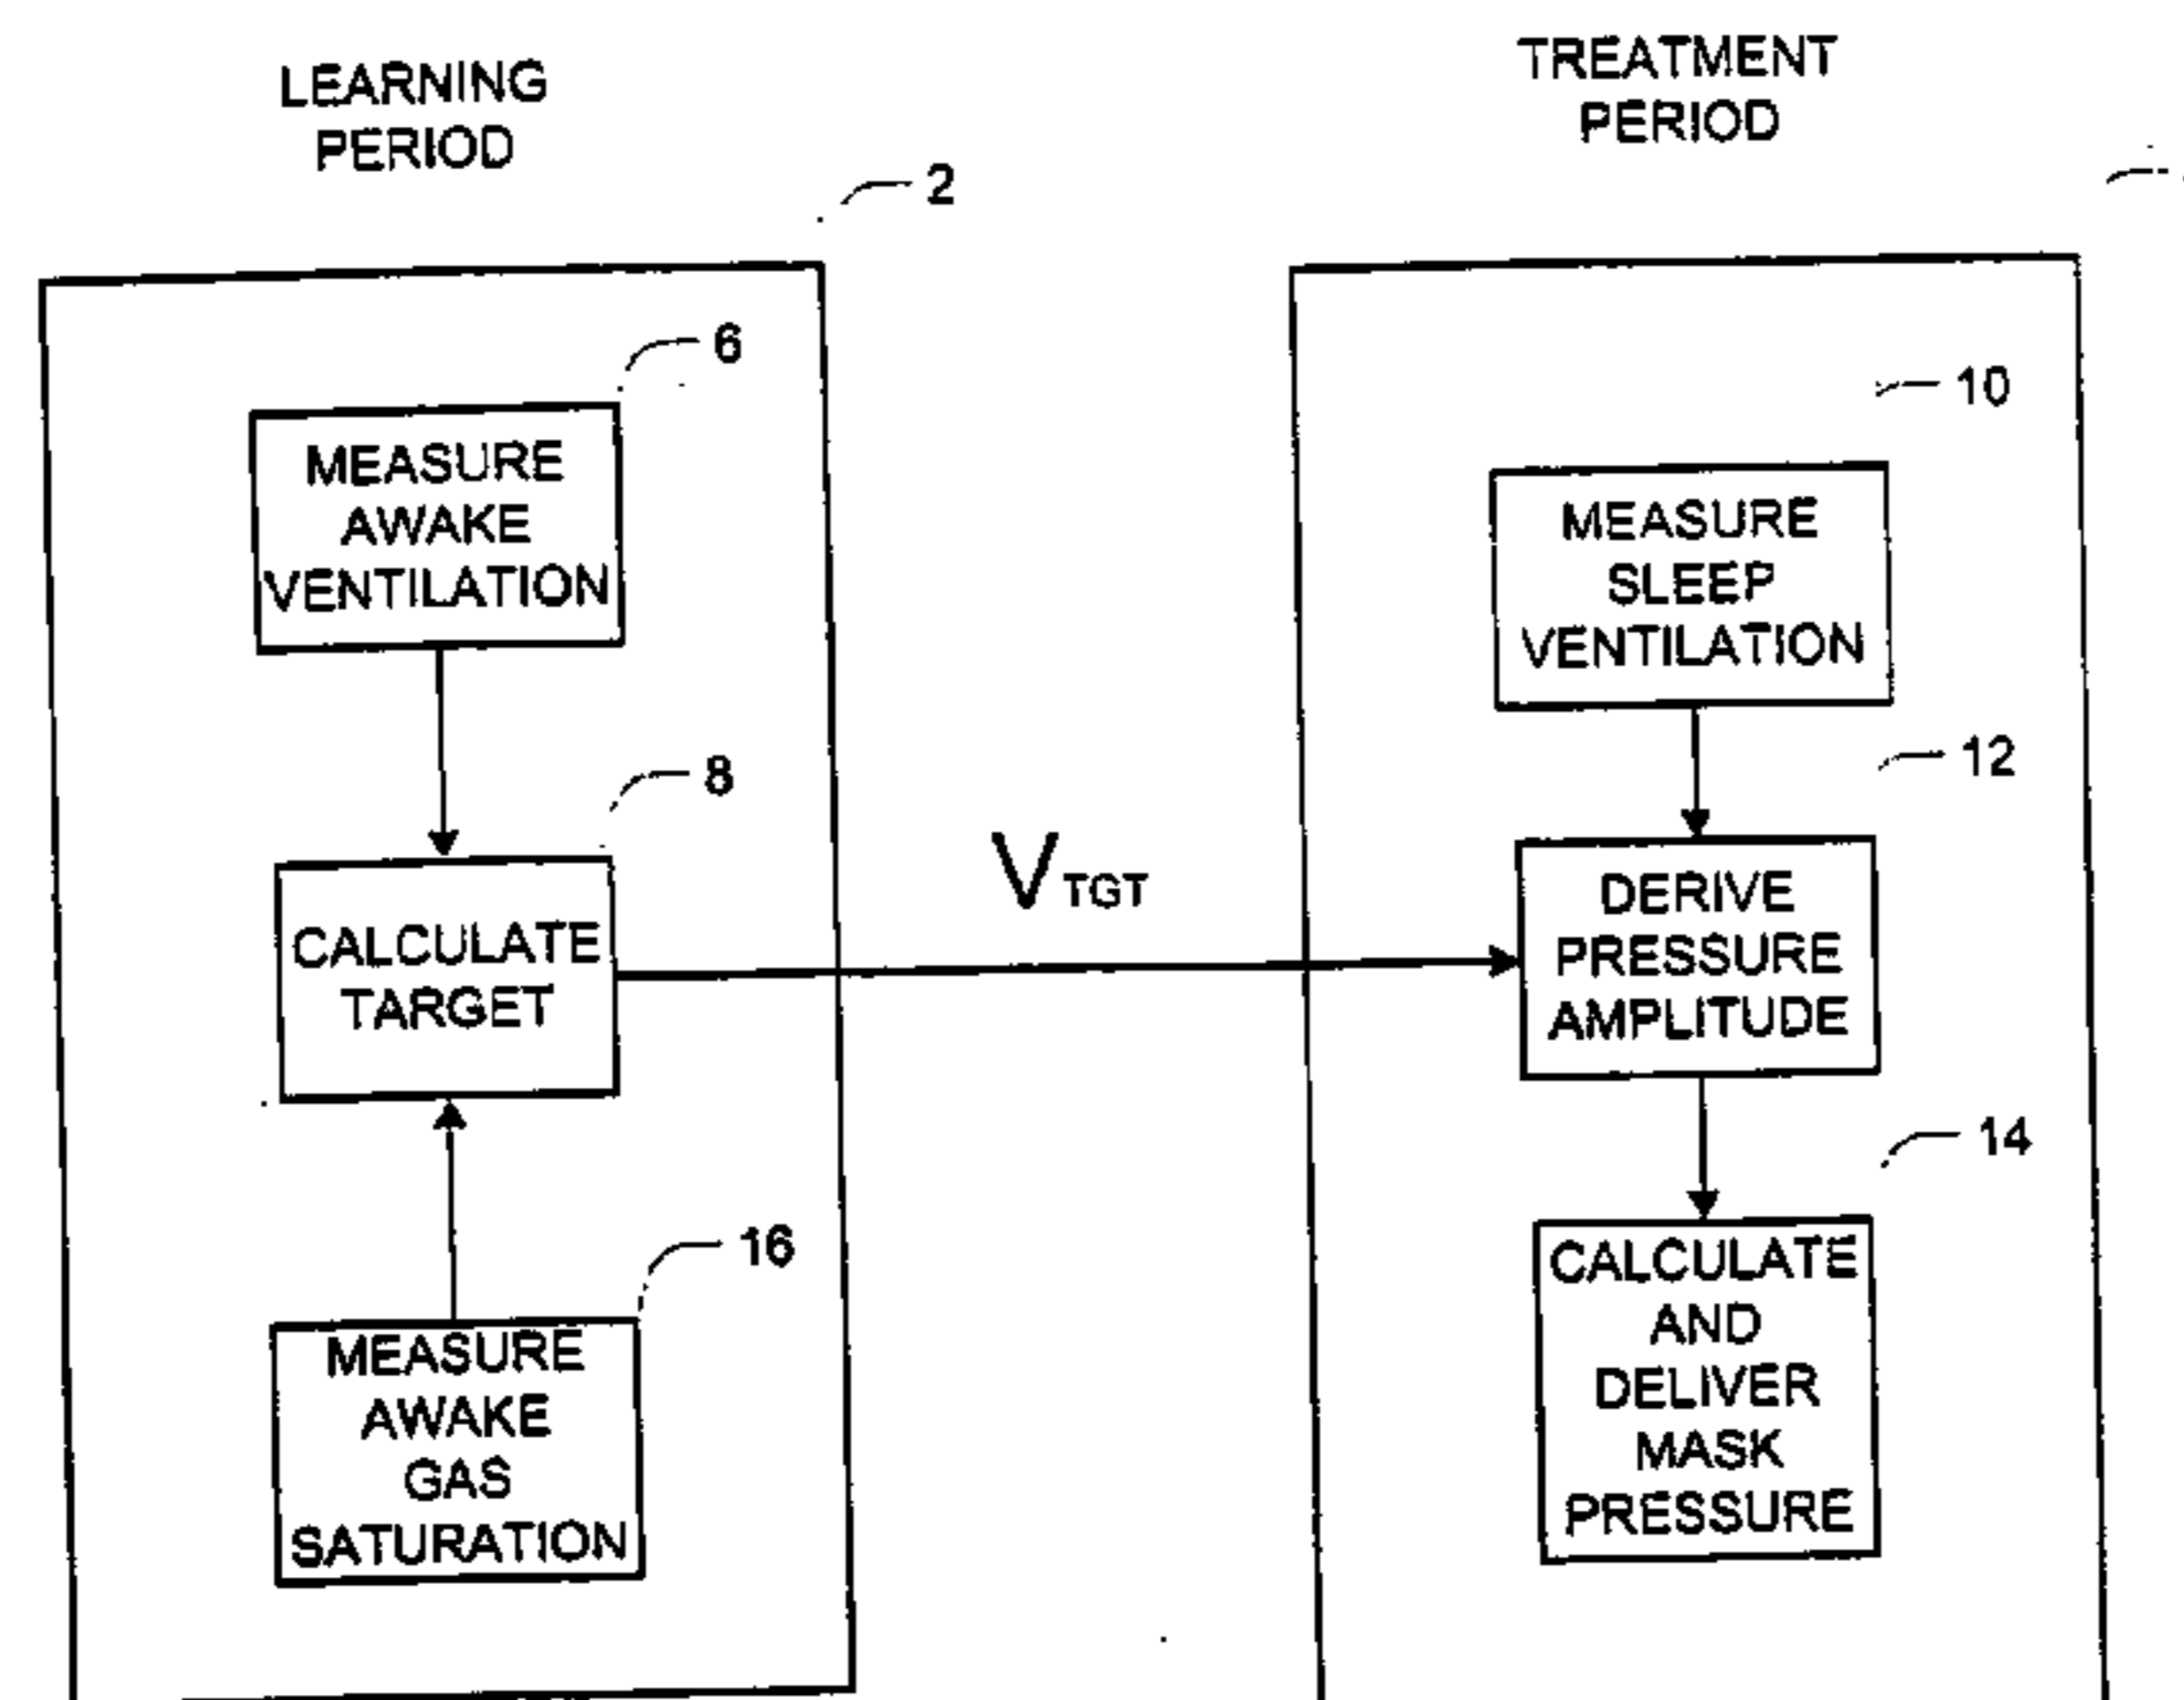 LEARNING
PERIOD
2
6
MEASURE
AWAKE
VENTILATION
8
CALCULATE
TARGET
16
MEASURE
AWAKE
GAS
SATURATION
V TGT
TREATMENT
PERIOD
10
MEASURE
SLEEP
VENTILATION
12
DERIVE
PRESSURE
AMPLITUDE
14
CALCULATE
AND
DELIVER
MASK
PRESSURE